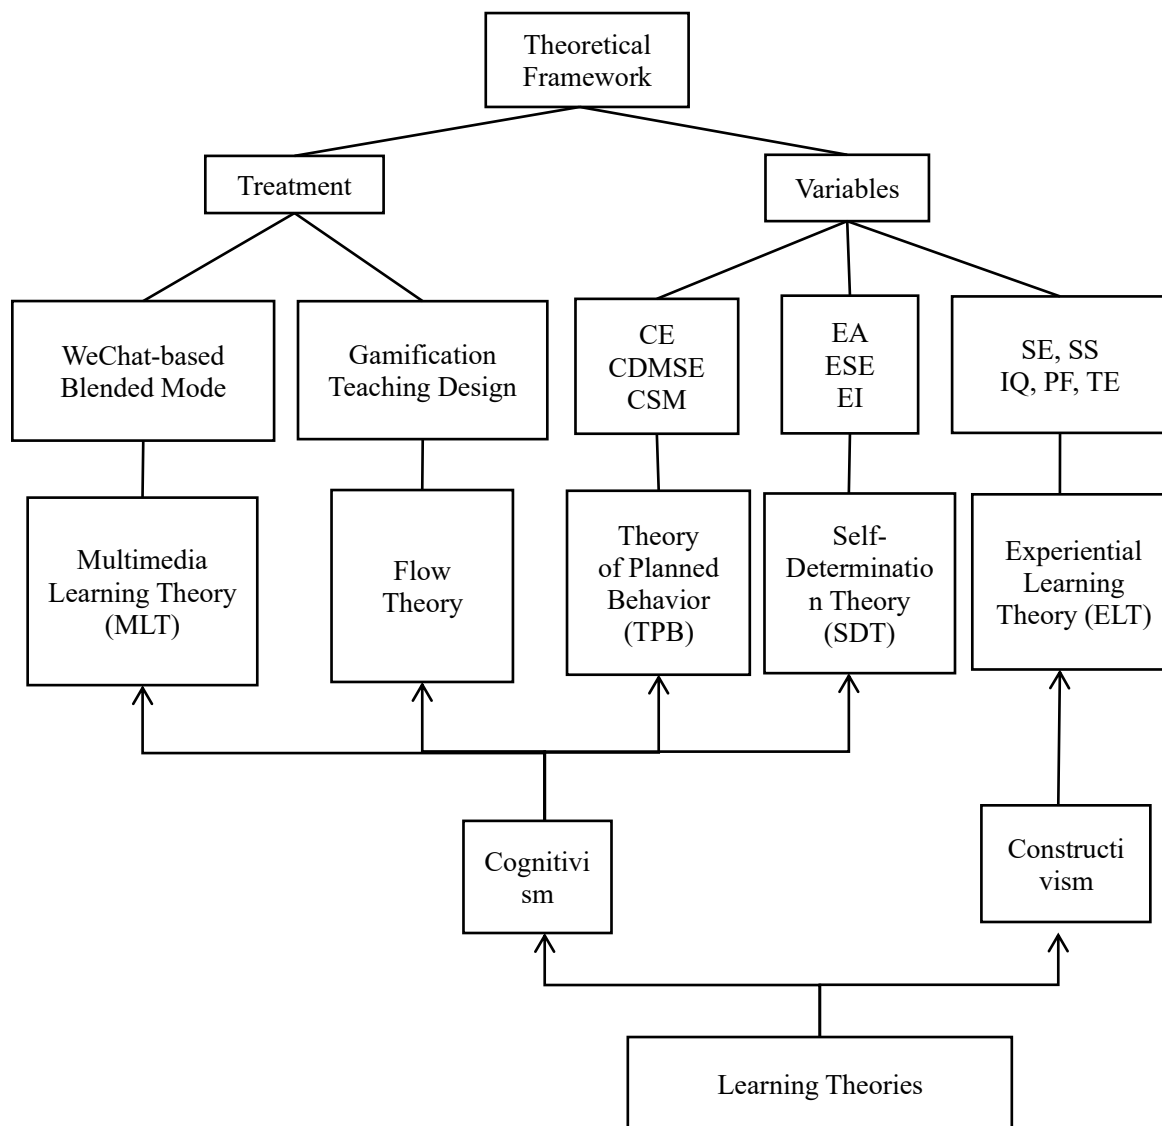 Theoretical
Framework
Treatment
Variables
WeChat-based
Blended Mode
Gamification
Teaching Design
CE
CDMSE
CSM
EA
ESE
EI
SE, SS
IQ, PF, TE
Multimedia
Learning Theory
(MLT)
Flow
Theory
Theory
of Planned
Behavior
(TPB)
Self-
Determinatio
n Theory
(SDT)
Experiential
Learning
Theory (ELT)
Cognitivi
sm
Constructi
vism
Learning Theories